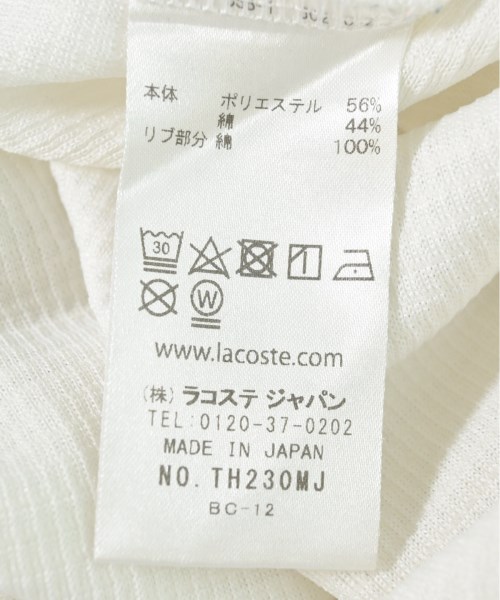 本体 ポリエステル 56%
綿 44%
リブ部分 綿 100%
30
W
www.lacoste.com
(株) ラコステ ジャパン
TEL:0120-37-0202
MADE IN JAPAN
NO. TH230MJ
BC-12